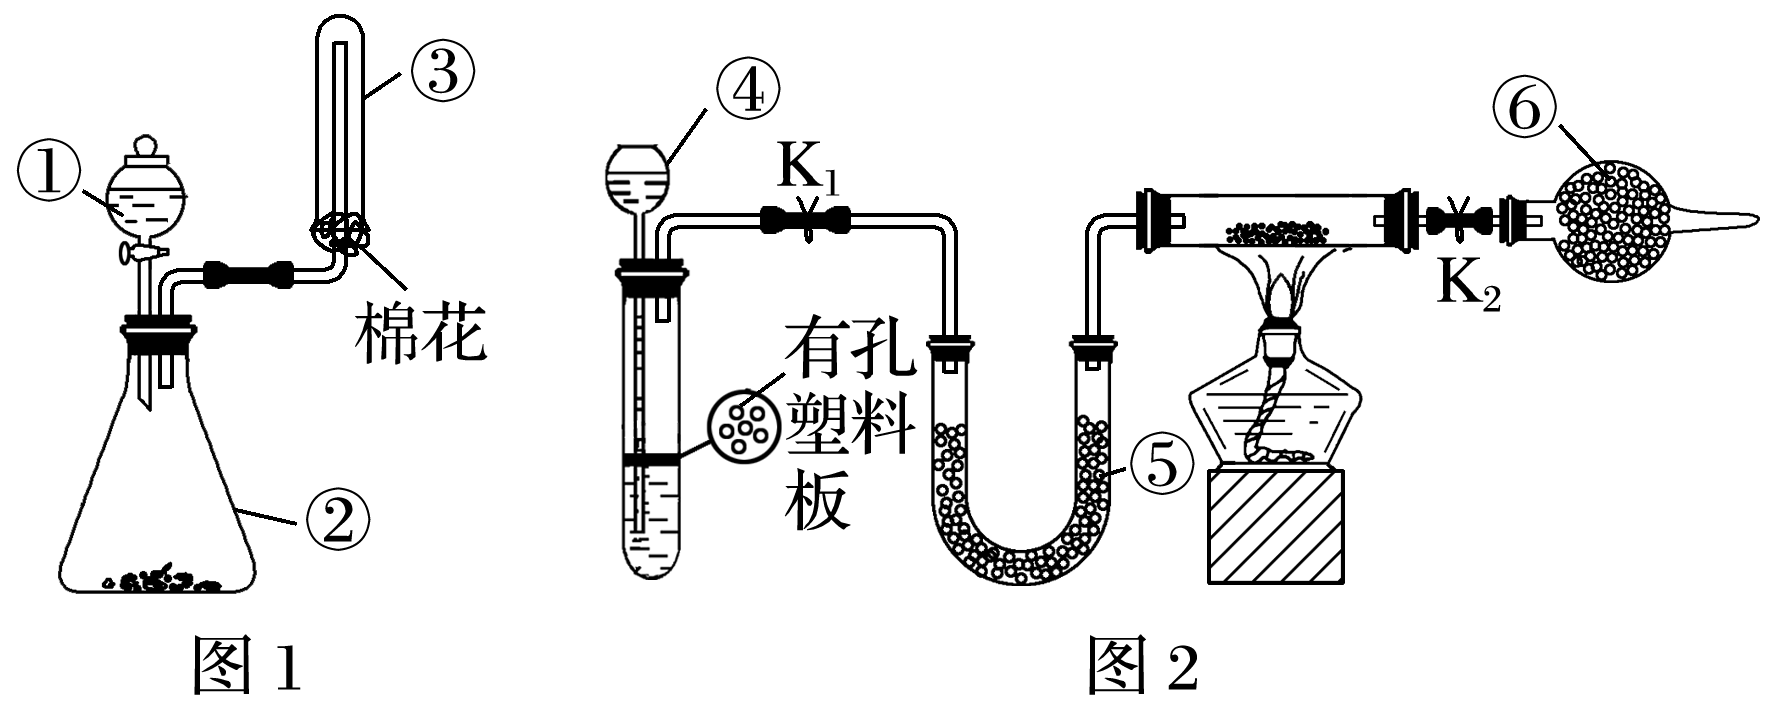 ①
②
③
棉花
图1
④
K₁
有孔
塑料
板
⑤
K₂
⑥
图2